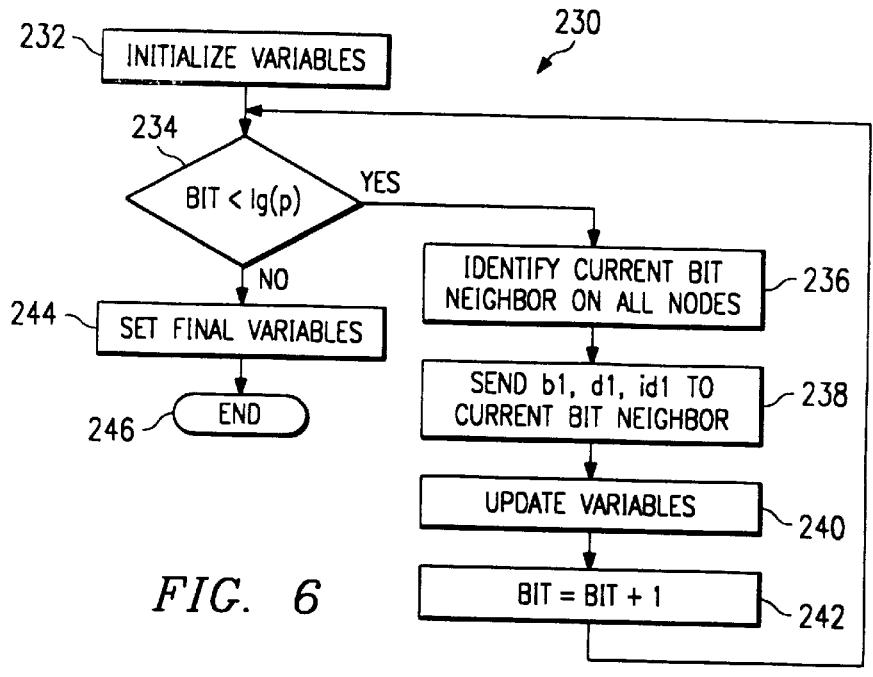 232
INITIALIZE VARIABLES
230
234
BIT < lg(p)
YES
NO
IDENTIFY CURRENT BIT
NEIGHBOR ON ALL NODES
236
244
SET FINAL VARIABLES
SEND b1, d1, id1 TO
CURRENT BIT NEIGHBOR
238
246
END
UPDATE VARIABLES
240
BIT = BIT + 1
242
FIG. 6